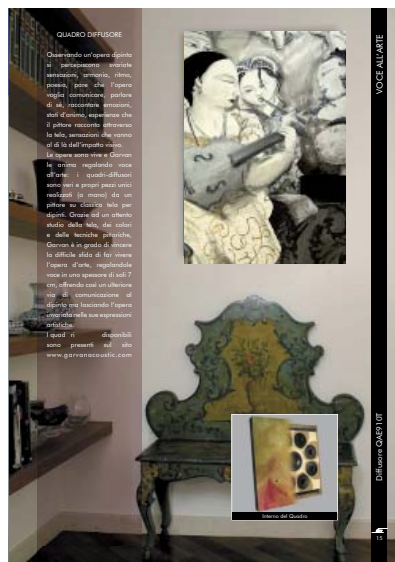 QUADRO DIFFUSORE
Osservando un'opera dipinta
si percepiscono svariate
sensazioni, armonia, ritmo,
poesia, pare che l'opera
voglia comunicare, parlare
di sè, raccontare emozioni,
stati d'animo, esperienze che
il pittore racconta attraverso
la tela, sensazioni che vanno
al di là dell'impatto visivo.
Le opere sono vive e Garvan
le anima regalando voce
all'arte: i quadri-diffusori
sono veri e propri pezzi unici
realizzati (a mano) da un
pittore su classica tela per
dipinti. Grazie ad un attento
studio della tela, dei colori
e delle tecniche pittoriche,
Garvan è in grado di vincere
la difficile sfida di far vivere
l'opera d'arte, regalandole
voce in uno spessore di soli 7
cm, offrendo così un ulteriore
via di comunicazione al
dipinto ma lasciando l'opera
invariata nelle sue espressioni
artistiche.
I quad ri disponibili
sono presenti sul sito
www.garvanacoustic.com
VOCE ALL'ARTE
Diffusore QAE910T
Interno del Quadro
15